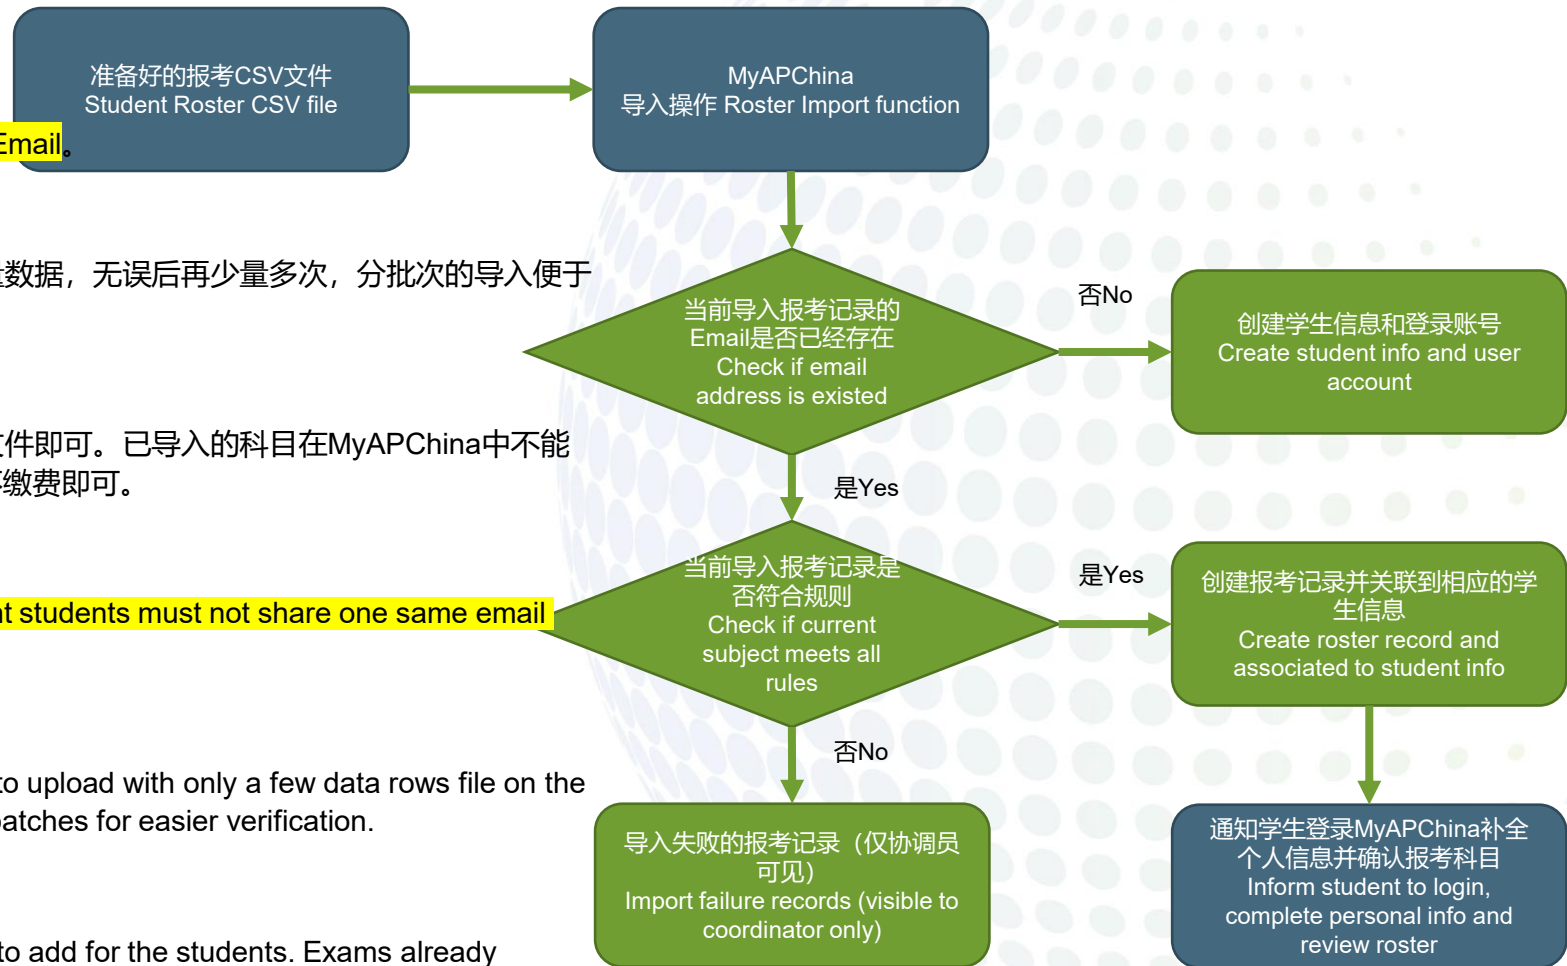 准备好的报考CSV文件
Student Roster CSV file
MyAPChina
导入操作 Roster Import function
Email。
数据，无误后再少量多次，分批次的导入便于
当前导入报考记录的
Email是否已经存在
Check if email
address is existed
否No
创建学生信息和登录账号
Create student info and user
account
文件即可。已导入的科目在MyAPChina中不能
缴费即可。
是Yes
当前导入报考记录是
否符合规则
Check if current
subject meets all
rules
是Yes
创建报考记录并关联到相应的学
生信息
Create roster record and
associated to student info
students must not share one same email
否No
to upload with only a few data rows file on the
batches for easier verification.
导入失败的报考记录（仅协调员
可见）
Import failure records (visible to
coordinator only)
通知学生登录MyAPChina补全
个人信息并确认报考科目
Inform student to login,
complete personal info and
review roster
to add for the students. Exams already